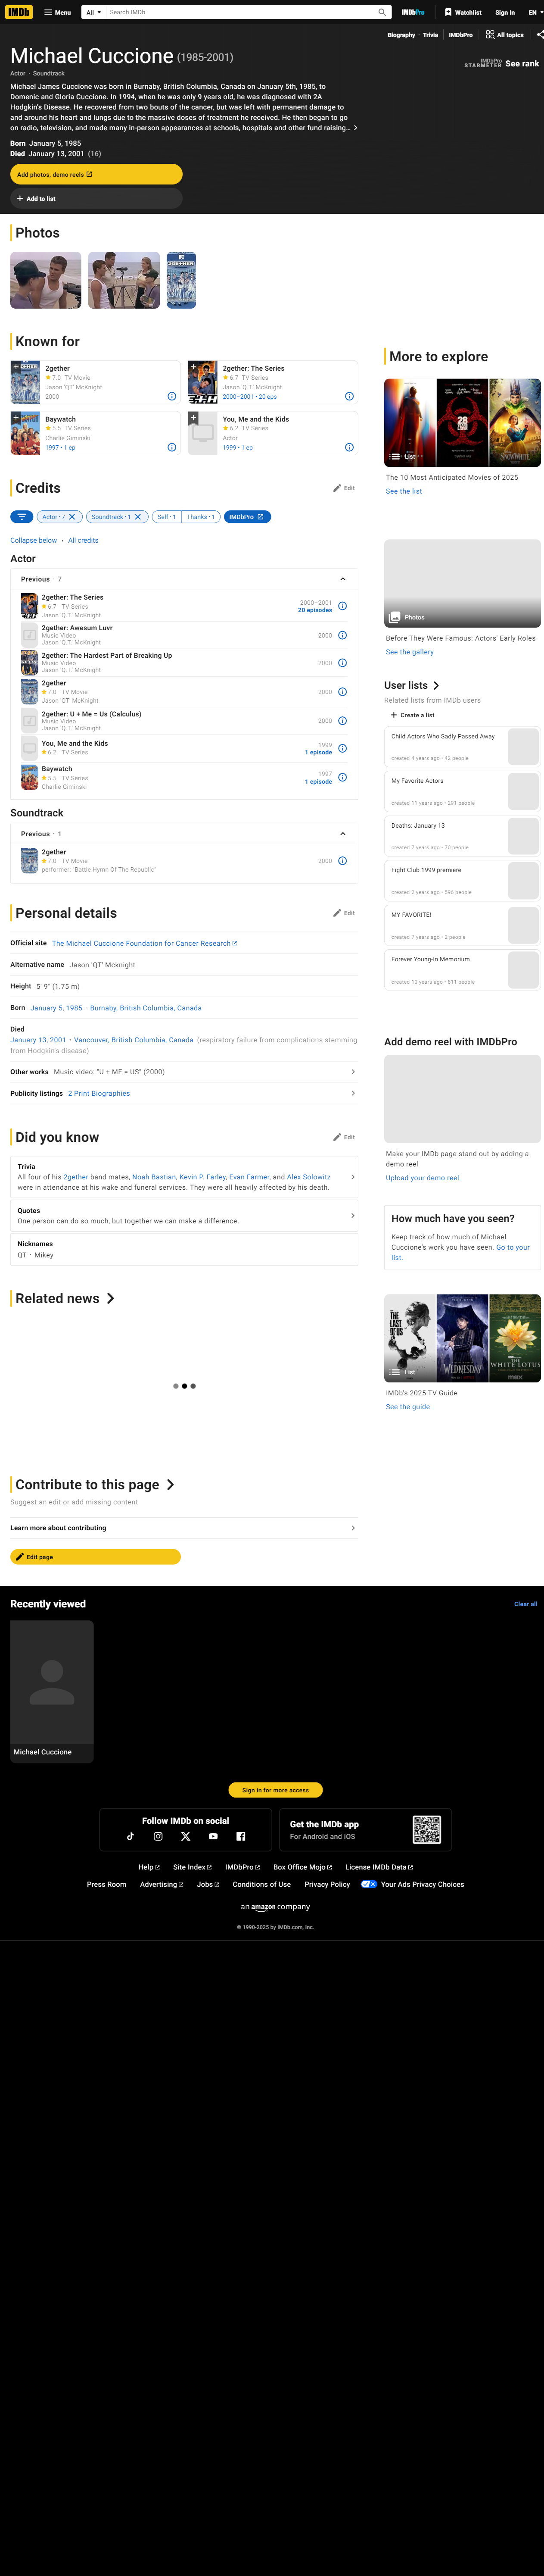 IMDb
Menu
All
Search IMDb
IMDbPro
Watchlist
Sign In
EN
Biography · Trivia
IMDbPro
All topics
Michael Cuccione (1985-2001)
Actor · Soundtrack
IMDbPro
STARMETER
See rank
Michael James Cuccione was born in Burnaby, British Columbia, Canada on January 5th, 1985, to
Domenic and Gloria Cuccione. In 1994, when he was only 9 years old, he was diagnosed with 2A
Hodgkin's Disease. He recovered from two bouts of the cancer, but was left with permanent damage to
and around his heart and lungs due to the massive doses of treatment he received. He then began to go
on radio, television, and made many in-person appearances at schools, hospitals and other fund raising...
Born January 5, 1985
Died January 13, 2001 (16)
Add photos, demo reels
Add to list
Photos
Known for
2gether
7.0 TV Movie
Jason 'QT' McKnight
2000
2gether: The Series
6.7 TV Series
Jason 'Q.T.' McKnight
2000–2001 • 20 eps
Baywatch
5.5 TV Series
Charlie Giminski
1997 • 1 ep
You, Me and the Kids
6.2 TV Series
Actor
1999 • 1 ep
Credits
Edit
Actor · 7
Soundtrack · 1
Self · 1
Thanks · 1
IMDbPro
Collapse below • All credits
Actor
Previous · 7
2gether: The Series
6.7 TV Series
Jason 'Q.T.' McKnight
2000–2001
20 episodes
2gether: Awesum Luvr
Music Video
Jason 'Q.T.' McKnight
2000
2gether: The Hardest Part of Breaking Up
Music Video
Jason 'Q.T.' McKnight
2000
2gether
7.0 TV Movie
Jason 'QT' McKnight
2000
2gether: U + Me = Us (Calculus)
Music Video
Jason 'Q.T.' McKnight
2000
You, Me and the Kids
6.2 TV Series
1999
1 episode
Baywatch
5.5 TV Series
Charlie Giminski
1997
1 episode
Soundtrack
Previous · 1
2gether
7.0 TV Movie
performer: "Battle Hymn Of The Republic"
2000
Personal details
Edit
Official site The Michael Cuccione Foundation for Cancer Research
Alternative name Jason 'QT' Mcknight
Height 5′ 9″ (1.75 m)
Born January 5, 1985 · Burnaby, British Columbia, Canada
Died
January 13, 2001 · Vancouver, British Columbia, Canada (respiratory failure from complications stemming
from Hodgkin's disease)
Other works Music video: "U + ME = US" (2000)
Publicity listings 2 Print Biographies
Did you know
Edit
Trivia
All four of his 2gether band mates, Noah Bastian, Kevin P. Farley, Evan Farmer, and Alex Solowitz
were in attendance at his wake and funeral services. They were all heavily affected by his death.
Quotes
One person can do so much, but together we can make a difference.
Nicknames
QT · Mikey
Related news
Contribute to this page
Suggest an edit or add missing content
Learn more about contributing
Edit page
More to explore
28
SNOW WHITE
List
The 10 Most Anticipated Movies of 2025
See the list
Photos
Before They Were Famous: Actors' Early Roles
See the gallery
User lists
Related lists from IMDb users
Create a list
Child Actors Who Sadly Passed Away
created 4 years ago • 42 people
My Favorite Actors
created 11 years ago • 291 people
Deaths: January 13
created 7 years ago • 70 people
Fight Club 1999 premiere
created 2 years ago • 596 people
MY FAVORITE!
created 7 years ago • 2 people
Forever Young-In Memorium
created 10 years ago • 811 people
Add demo reel with IMDbPro
Make your IMDb page stand out by adding a
demo reel
Upload your demo reel
How much have you seen?
Keep track of how much of Michael
Cuccione's work you have seen. Go to your
list.
THE LAST OF US
WEDNESDAY
THE WHITE LOTUS
max
List
IMDb's 2025 TV Guide
See the guide
Recently viewed
Clear all
Michael Cuccione
Sign in for more access
Follow IMDb on social
Get the IMDb app
For Android and iOS
Help
Site Index
IMDbPro
Box Office Mojo
License IMDb Data
Press Room
Advertising
Jobs
Conditions of Use
Privacy Policy
Your Ads Privacy Choices
an amazon company
© 1990-2025 by IMDb.com, Inc.